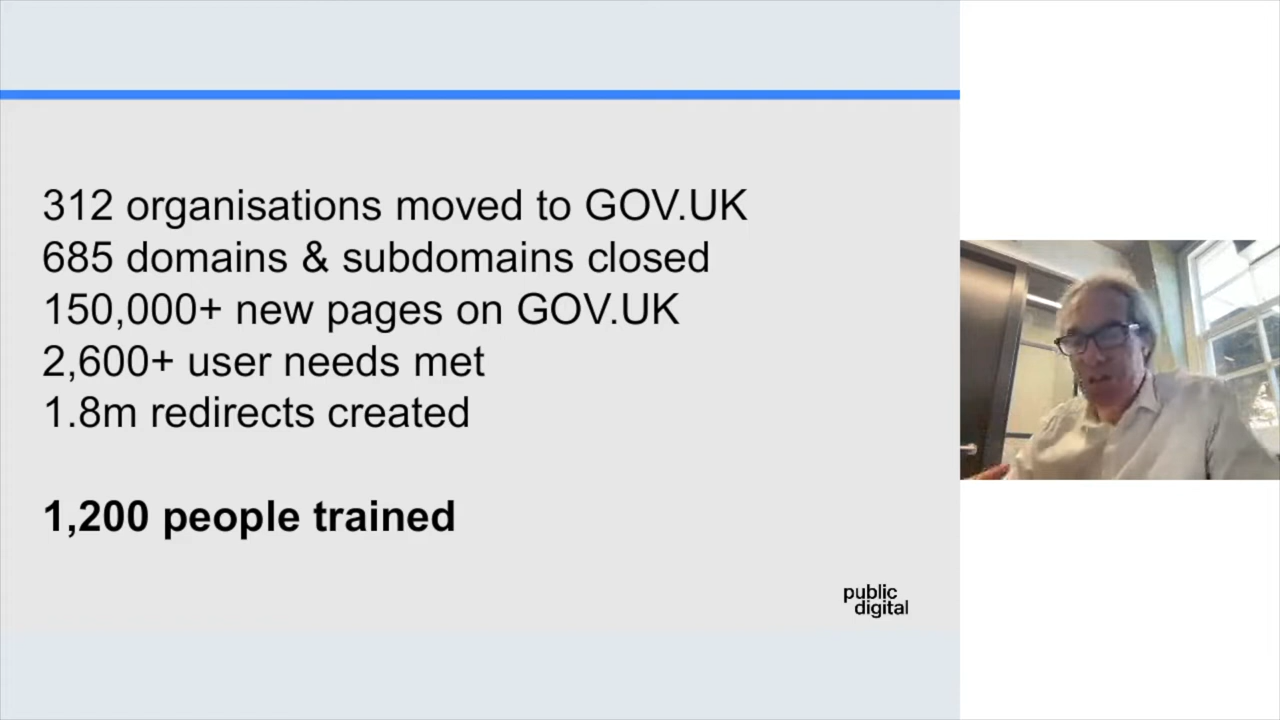 312 organisations moved to GOV.UK
685 domains & subdomains closed
150,000+ new pages on GOV.UK
2,600+ user needs met
1.8m redirects created
1,200 people trained
public
digital